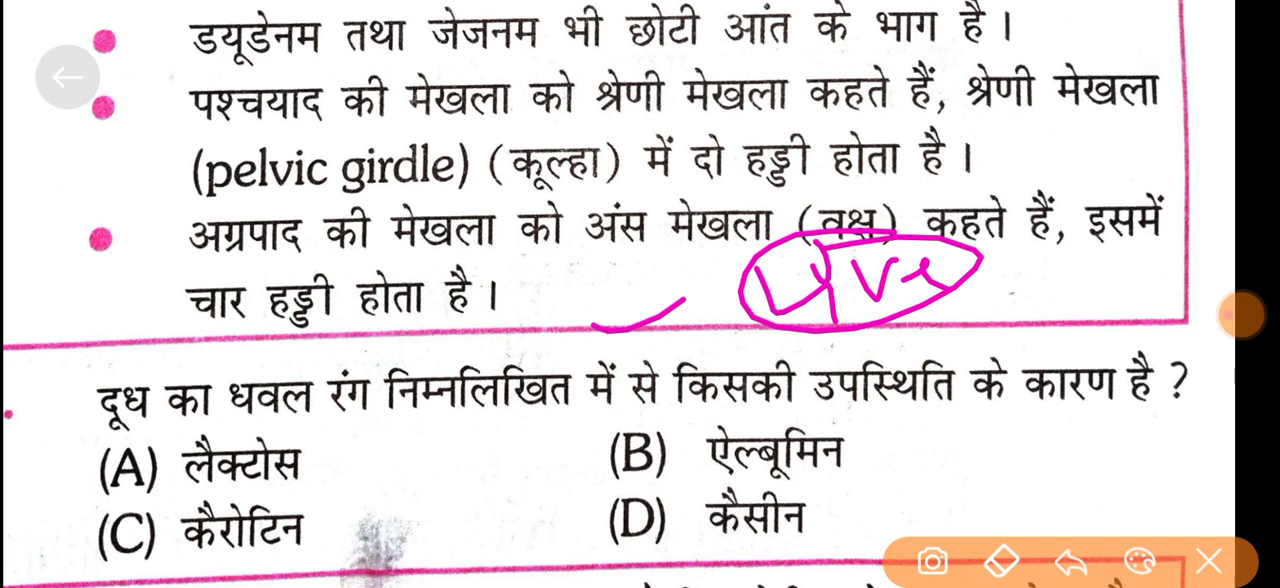 डयूडेनम तथा जेजनम भी छोटी आंत के भाग है ।
पश्चयाद की मेखला को श्रेणी मेखला कहते हैं, श्रेणी मेखला
(pelvic girdle) (कूल्हा) में दो हड्डी होता है ।
अग्रपाद की मेखला को अंस मेखला (वक्ष) कहते हैं, इसमें
चार हड्डी होता है ।
दूध का धवल रंग निम्नलिखित में से किसकी उपस्थिति के कारण है ?
(A) लैक्टोस (B) ऐल्बूमिन
(C) कैरोटिन (D) कैसीन